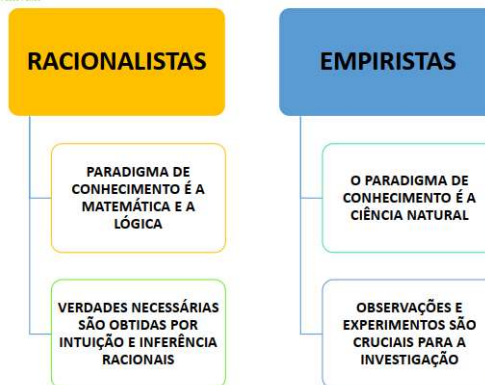 RACIONALISTAS
PARADIGMA DE
CONHECIMENTO É A
MATEMÁTICA E A
LÓGICA
VERDADES NECESSÁRIAS
SÃO OBTIDAS POR
INTUIÇÃO E INFERÊNCIA
RACIONAIS
EMPIRISTAS
O PARADIGMA DE
CONHECIMENTO É A
CIÊNCIA NATURAL
OBSERVAÇÕES E
EXPERIMENTOS SÃO
CRUCIAIS PARA A
INVESTIGAÇÃO